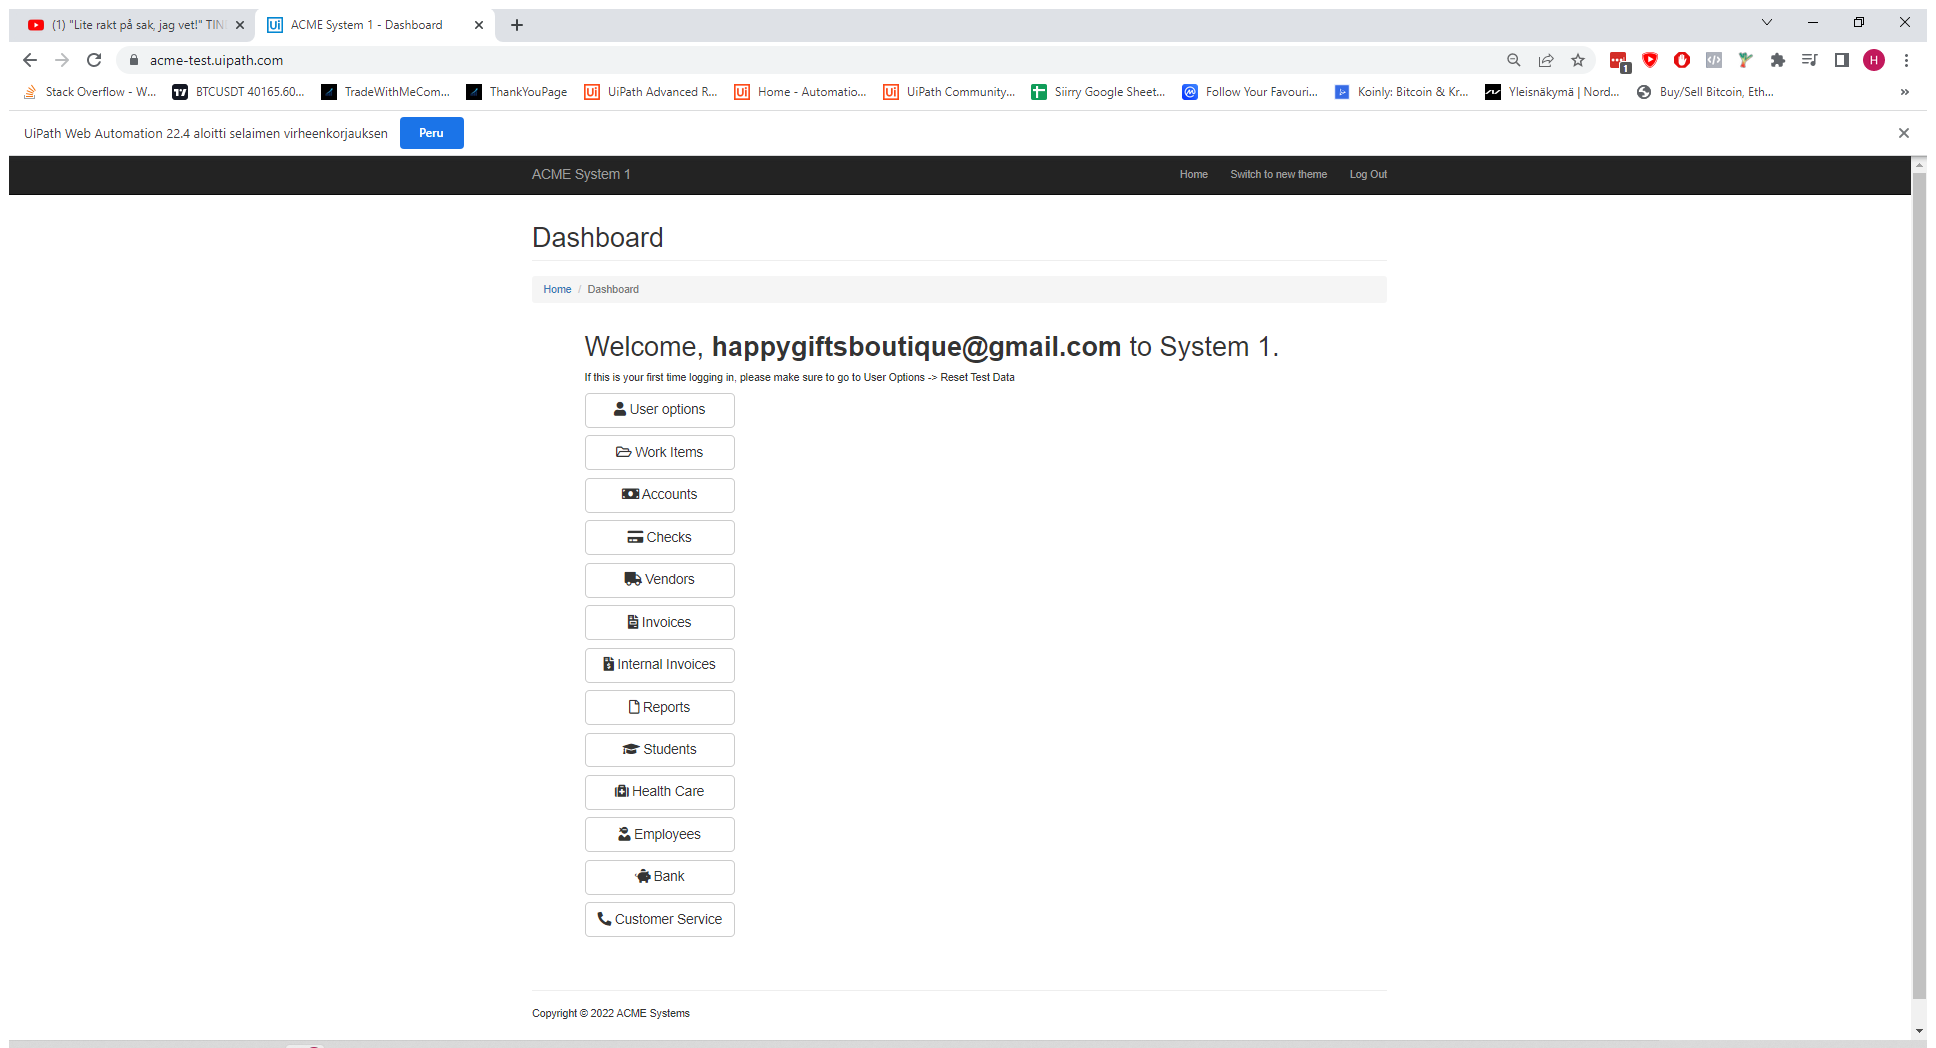 (1) "Lite rakt på sak, jag vet!" TIN
ACME System 1 - Dashboard
acme-test.uipath.com
1
H
Stack Overflow - W...
BTCUSDT 40165.60...
TradeWithMeCom...
ThankYouPage
UiPath Advanced R...
Home - Automatio...
UiPath Community...
Siirry Google Sheet...
Follow Your Favouri...
Koinly: Bitcoin & Kr...
Yleisnäkymä | Nord...
Buy/Sell Bitcoin, Eth...
»
UiPath Web Automation 22.4 aloitti selaimen virheenkorjauksen
Peru
ACME System 1
Home
Switch to new theme
Log Out
Dashboard
Home / Dashboard
Welcome, happygiftsboutique@gmail.com to System 1.
If this is your first time logging in, please make sure to go to User Options -> Reset Test Data
User options
Work Items
Accounts
Checks
Vendors
Invoices
Internal Invoices
Reports
Students
Health Care
Employees
Bank
Customer Service
Copyright © 2022 ACME Systems